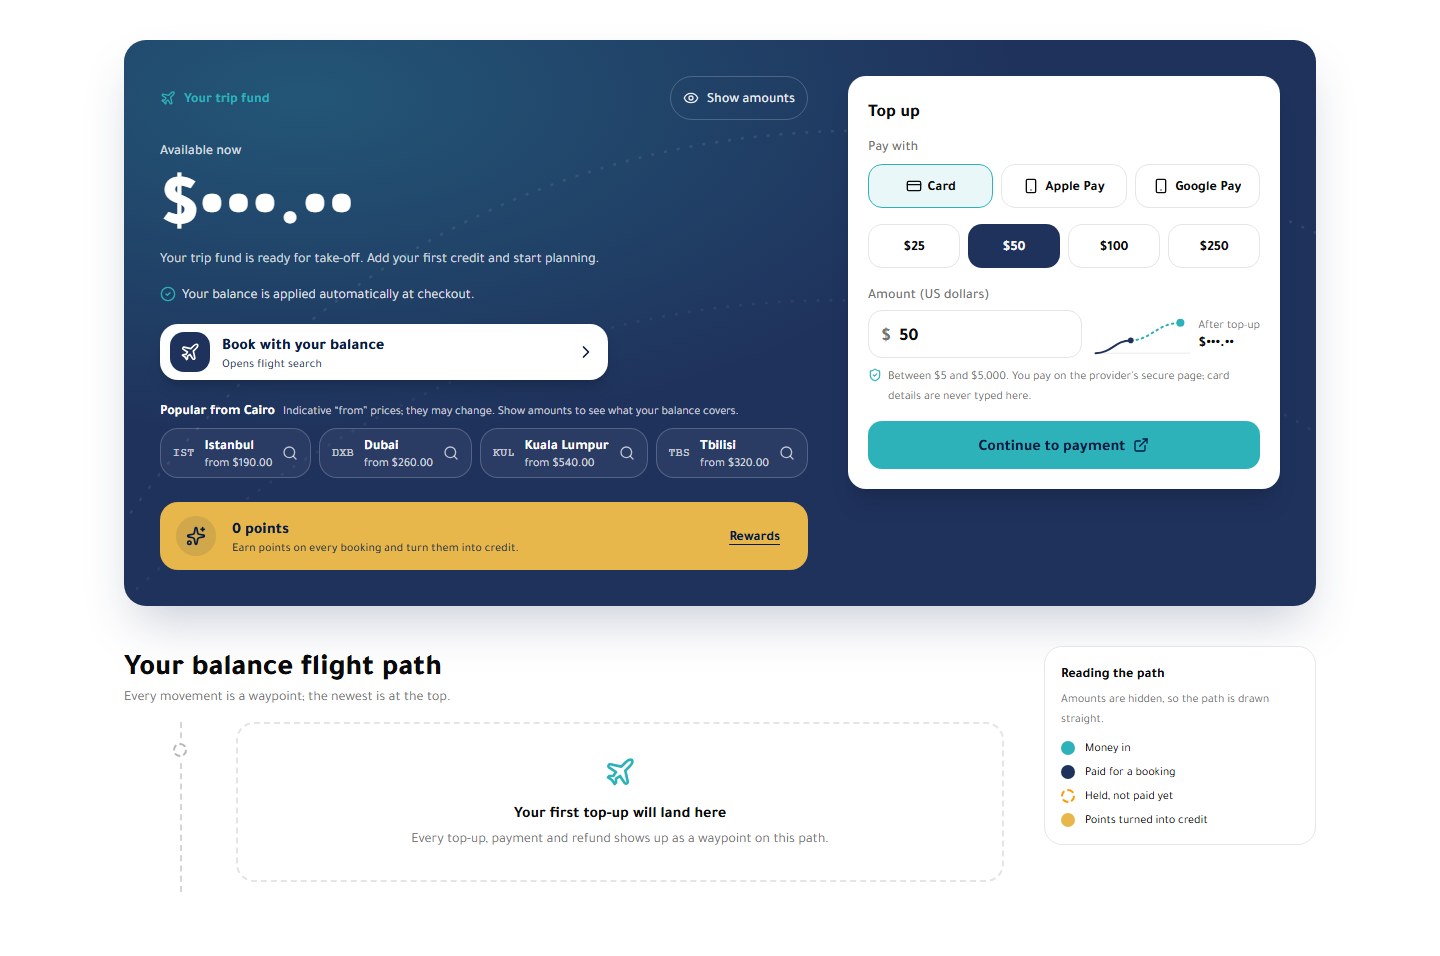 Your trip fund
Show amounts
Available now
$•••.••
Your trip fund is ready for take-off. Add your first credit and start planning.
Your balance is applied automatically at checkout.
Book with your balance
Opens flight search
Popular from Cairo Indicative "from" prices; they may change. Show amounts to see what your balance covers.
IST Istanbul
from $190.00
DXB Dubai
from $260.00
KUL Kuala Lumpur
from $540.00
TBS Tbilisi
from $320.00
0 points
Earn points on every booking and turn them into credit.
Rewards
Top up
Pay with
Card
Apple Pay
Google Pay
$25
$50
$100
$250
Amount (US dollars)
$ 50
After top-up
$•••.••
Between $5 and $5,000. You pay on the provider's secure page; card
details are never typed here.
Continue to payment
Your balance flight path
Every movement is a waypoint; the newest is at the top.
Your first top-up will land here
Every top-up, payment and refund shows up as a waypoint on this path.
Reading the path
Amounts are hidden, so the path is drawn
straight.
Money in
Paid for a booking
Held, not paid yet
Points turned into credit